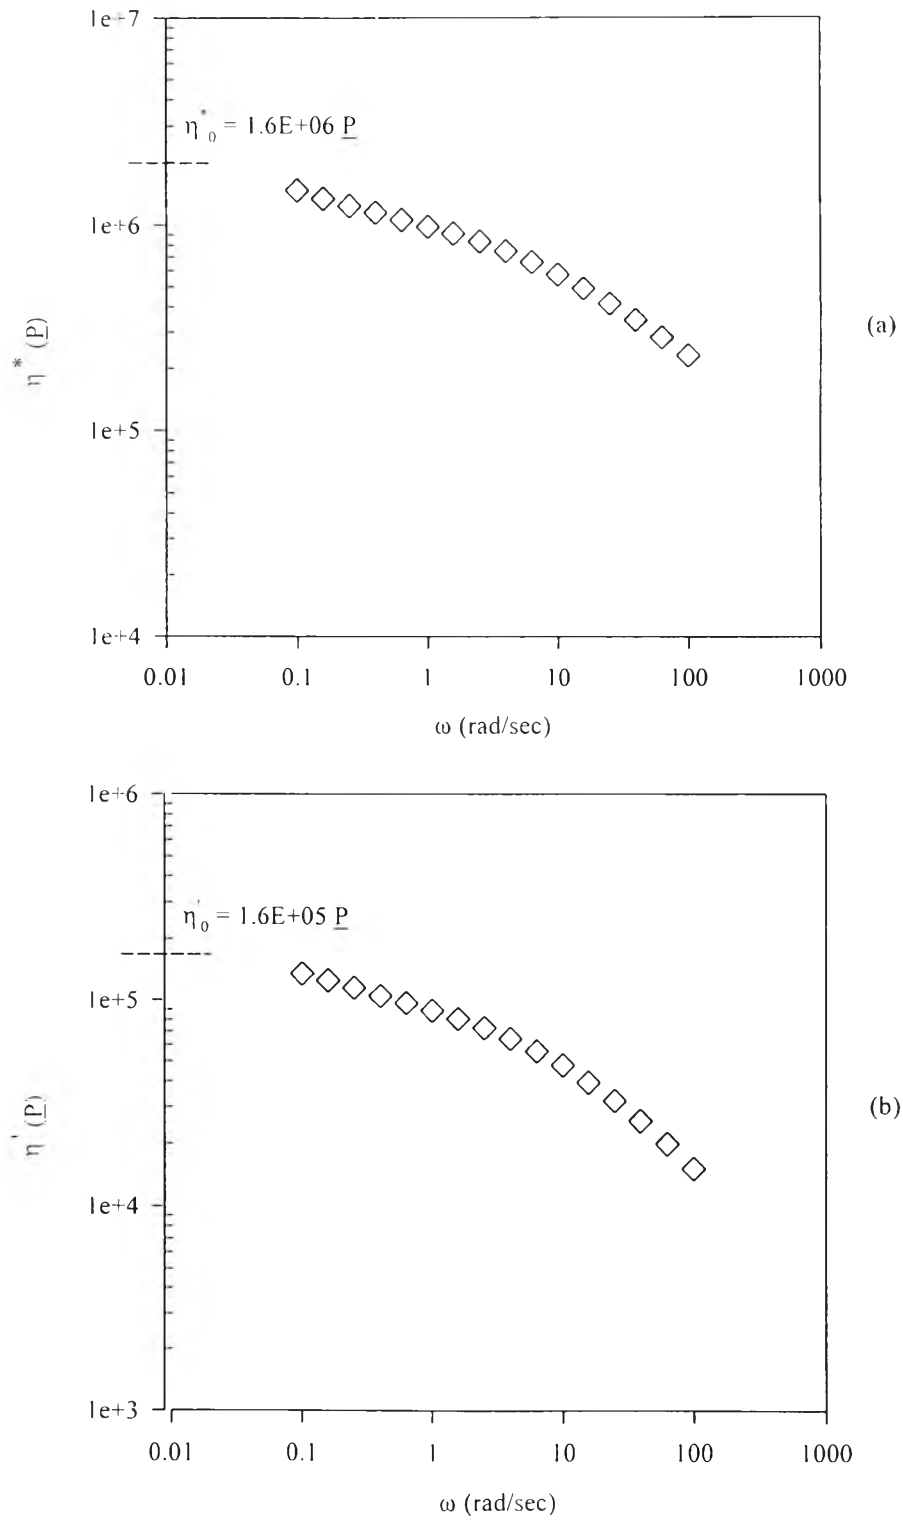 1e+7
η*0 = 1.6E+06 P
1e+6
η* (P)
(a)
1e+5
1e+4
0.01 0.1 1 10 100 1000
ω (rad/sec)
1e+6
η'0 = 1.6E+05 P
1e+5
η' (P)
(b)
1e+4
1e+3
0.01 0.1 1 10 100 1000
ω (rad/sec)